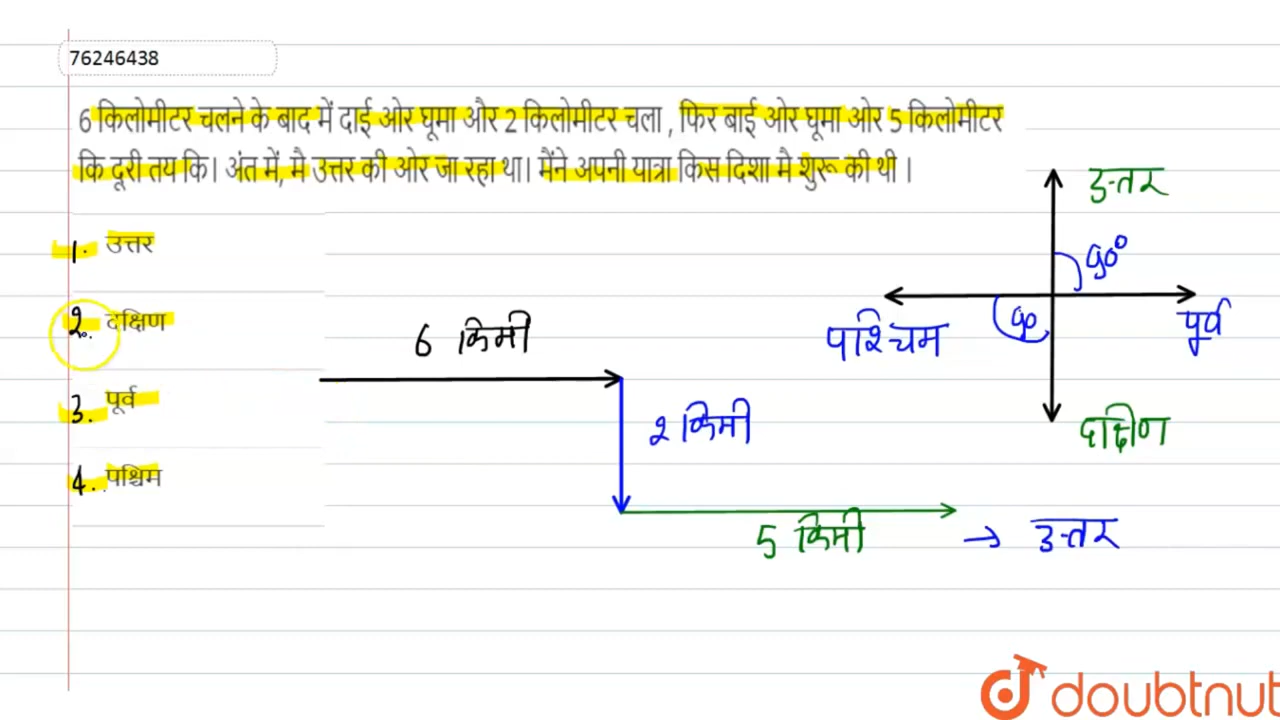 76246438
6 किलोमीटर चलने के बाद में दाई ओर घूमा और 2 किलोमीटर चला , फिर बाई ओर घूमा ओर 5 किलोमीटर
कि दूरी तय कि। अंत में, मै उत्तर की ओर जा रहा था। मैंने अपनी यात्रा किस दिशा मै शुरू की थी ।
उत्तर
1. उत्तर
90°
2. दक्षिण
6 किमी
पश्चिम
90
पूर्व
3. पूर्व
2 किमी
दक्षिण
4. पश्चिम
5 किमी → उत्तर
doubtnut